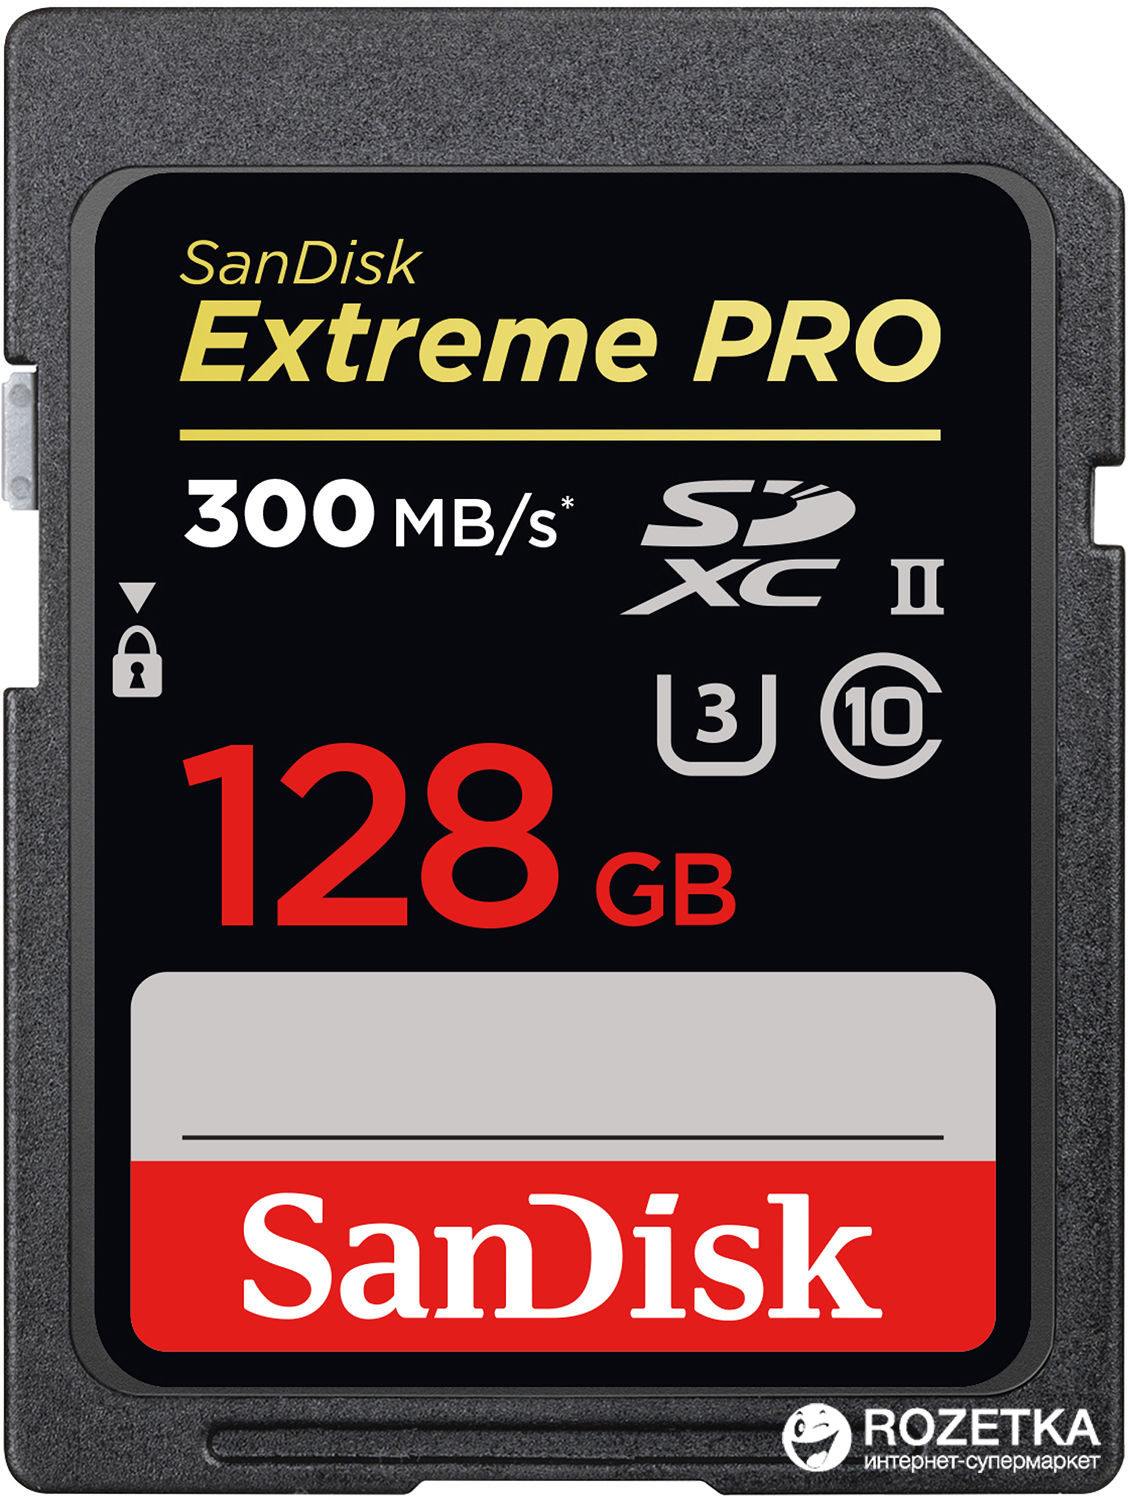 SanDisk
Extreme PRO
300 MB/s*
SD
XC II
3 10
128 GB
SanDisk
ROZETKA
интернет-супермаркет